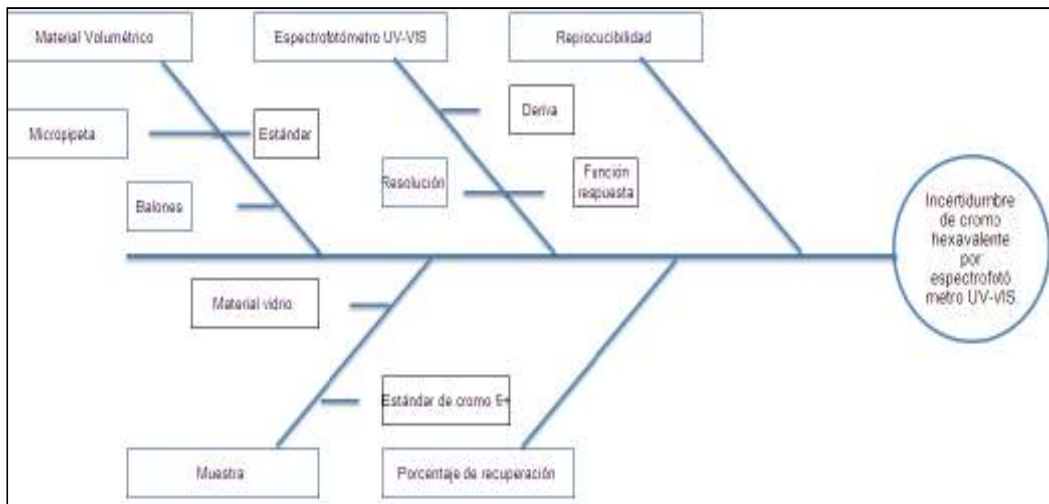 Material Volumétrico
Espectrofotómetro UV-VIS
Reprocucibilidad
Deriva
Micropipeta
Estándar
Resolución
Función
respuesta
Balones
Incertidumbre
de cromo
hexavalente
por
espectrofotó
metro UV-VIS
Material vidrio
Estándar de cromo 6+
Muestra
Porcentaje de recuperación